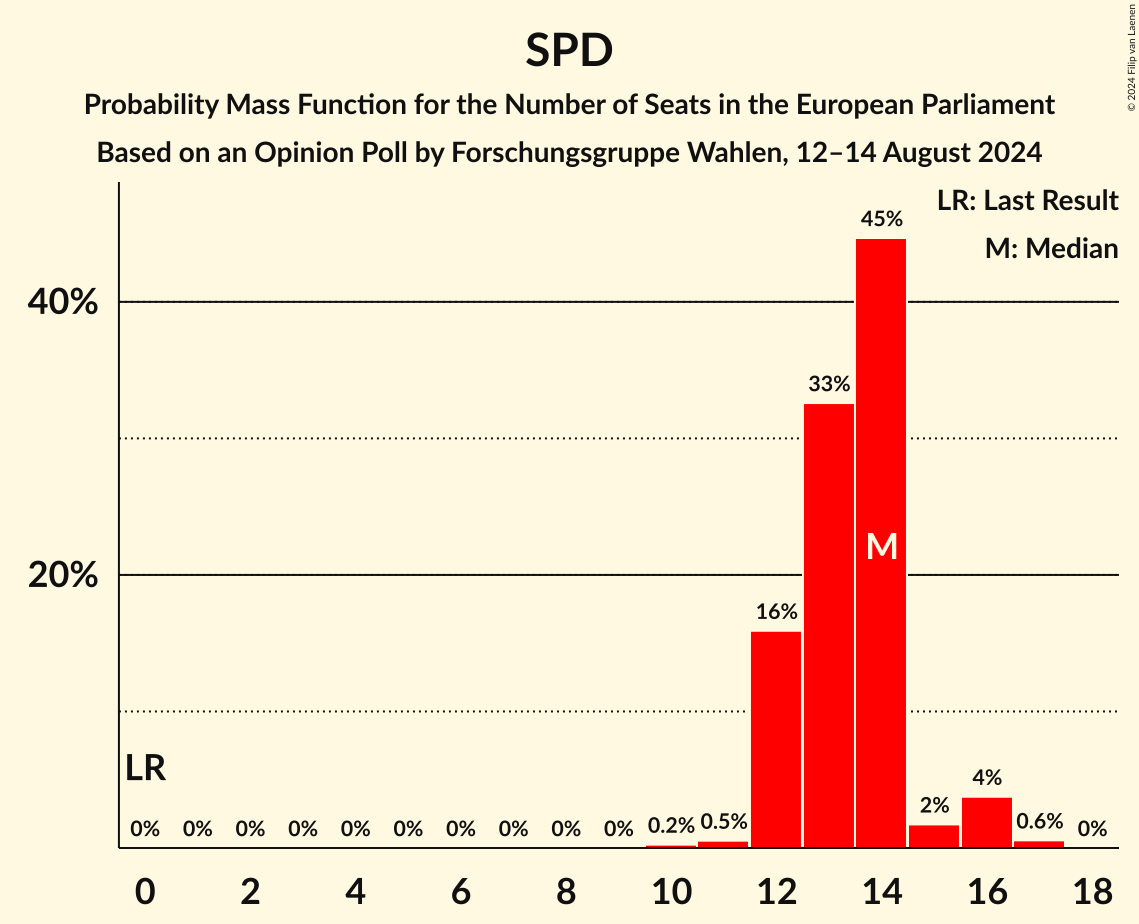 SPD
Probability Mass Function for the Number of Seats in the European Parliament
Based on an Opinion Poll by Forschungsgruppe Wahlen, 12–14 August 2024
© 2024 Filip van Laenen
LR: Last Result
M: Median
40%
20%
45%
33%
M
16%
LR
0% 0% 0% 0% 0% 0% 0% 0% 0% 0% 0.2% 0.5% 2% 4% 0.6% 0%
0 2 4 6 8 10 12 14 16 18